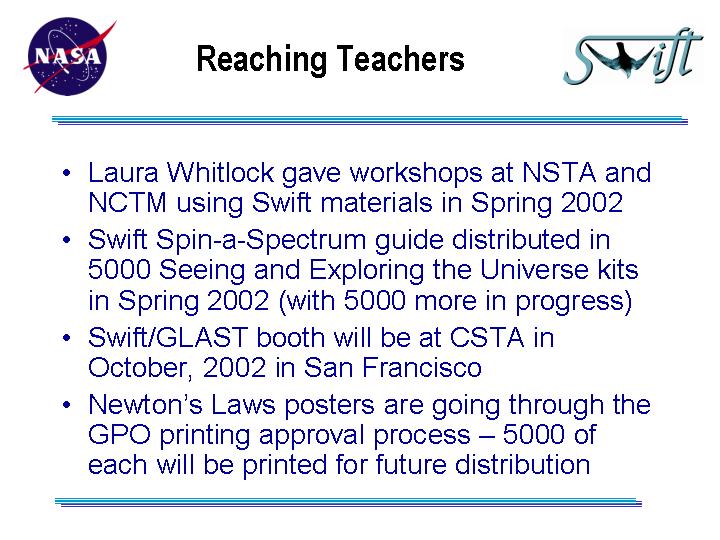 NASA
Reaching Teachers
Swift
• Laura Whitlock gave workshops at NSTA and
NCTM using Swift materials in Spring 2002
• Swift Spin-a-Spectrum guide distributed in
5000 Seeing and Exploring the Universe kits
in Spring 2002 (with 5000 more in progress)
• Swift/GLAST booth will be at CSTA in
October, 2002 in San Francisco
• Newton’s Laws posters are going through the
GPO printing approval process – 5000 of
each will be printed for future distribution